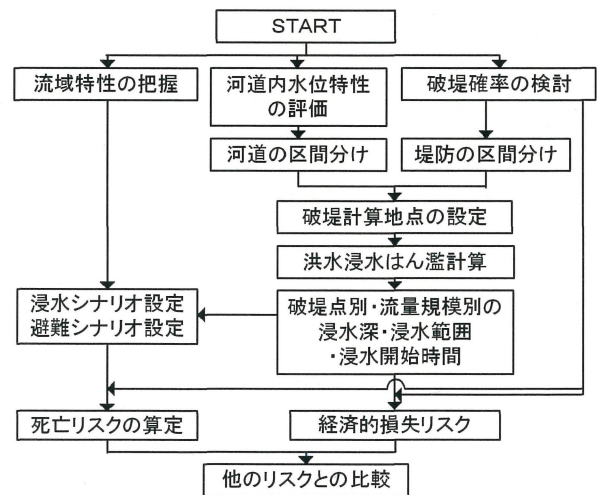 START
流域特性の把握
河道内水位特性
の評価
破堤確率の検討
河道の区間分け
堤防の区間分け
破堤計算地点の設定
洪水浸水はん濫計算
浸水シナリオ設定
避難シナリオ設定
破堤点別・流量規模別の
浸水深・浸水範囲
・浸水開始時間
死亡リスクの算定
経済的損失リスク
他のリスクとの比較